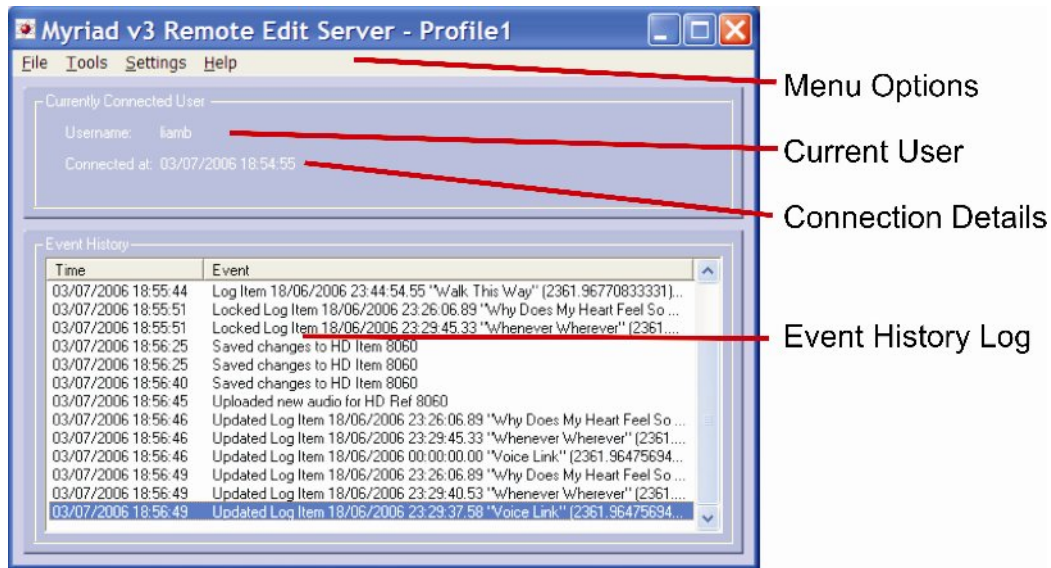 Myriad v3 Remote Edit Server - Profile1
File Tools Settings Help
Menu Options
Currently Connected User
Username: liamb
Current User
Connected at: 03/07/2006 18:54:55
Connection Details
Event History
Time Event
03/07/2006 18:55:44 Log Item 18/06/2006 23:44:54.55 "Walk This Way" (2361.96770833331)...
03/07/2006 18:55:51 Locked Log Item 18/06/2006 23:26:06.89 "Why Does My Heart Feel So ...
03/07/2006 18:55:51 Locked Log Item 18/06/2006 23:29:45.33 "Whenever Wherever" (2361....
Event History Log
03/07/2006 18:56:25 Saved changes to HD Item 8060
03/07/2006 18:56:25 Saved changes to HD Item 8060
03/07/2006 18:56:40 Saved changes to HD Item 8060
03/07/2006 18:56:45 Uploaded new audio for HD Ref 8060
03/07/2006 18:56:46 Updated Log Item 18/06/2006 23:26:06.89 "Why Does My Heart Feel So ...
03/07/2006 18:56:46 Updated Log Item 18/06/2006 23:29:45.33 "Whenever Wherever" (2361....
03/07/2006 18:56:46 Updated Log Item 18/06/2006 00:00:00.00 "Voice Link" (2361.96475694...
03/07/2006 18:56:49 Updated Log Item 18/06/2006 23:26:06.89 "Why Does My Heart Feel So ...
03/07/2006 18:56:49 Updated Log Item 18/06/2006 23:29:40.53 "Whenever Wherever" (2361....
03/07/2006 18:56:49 Updated Log Item 18/06/2006 23:29:37.58 "Voice Link" (2361.96475694...